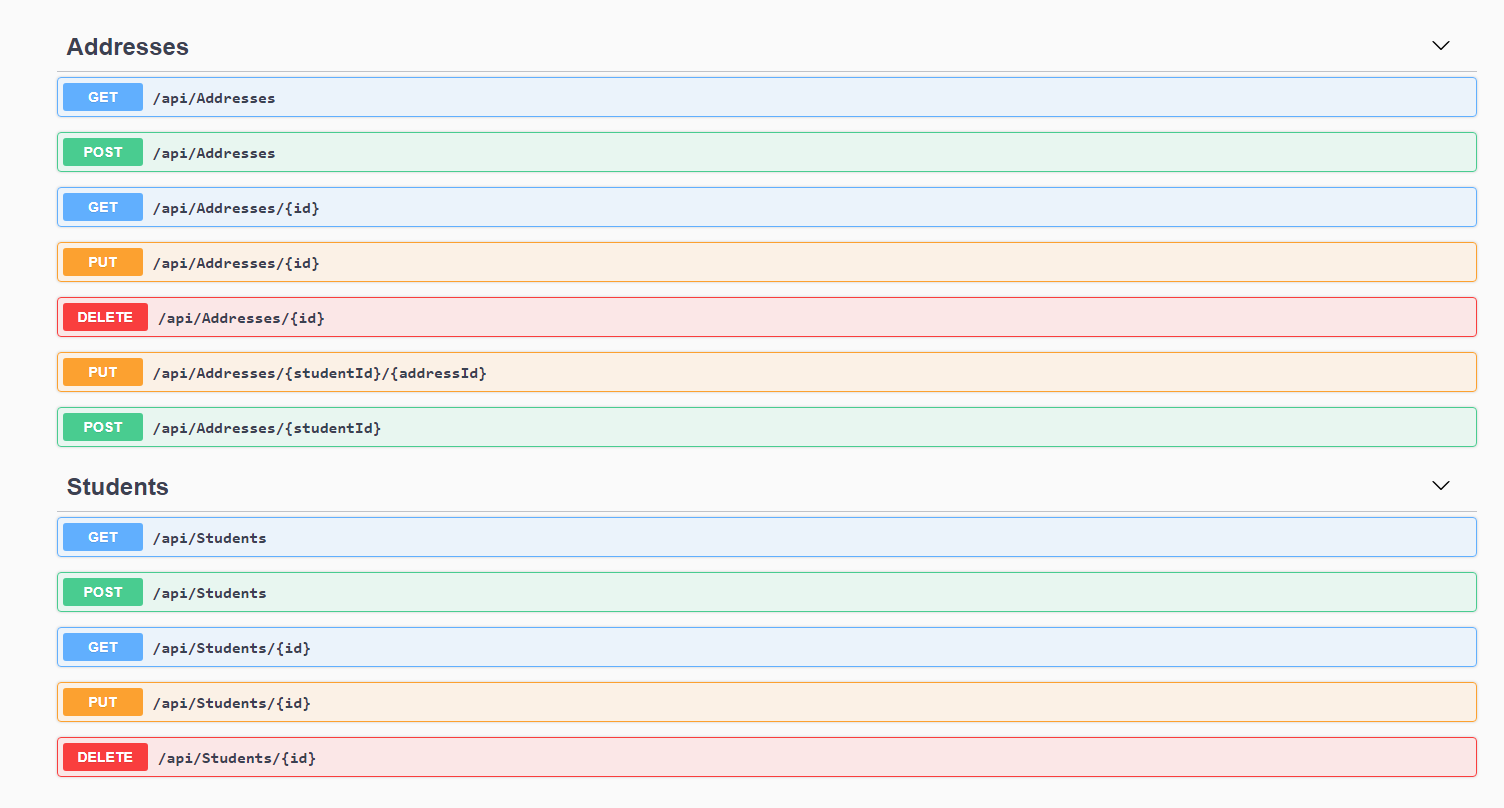 Addresses
GET /api/Addresses
POST /api/Addresses
GET /api/Addresses/{id}
PUT /api/Addresses/{id}
DELETE /api/Addresses/{id}
PUT /api/Addresses/{studentId}/{addressId}
POST /api/Addresses/{studentId}
Students
GET /api/Students
POST /api/Students
GET /api/Students/{id}
PUT /api/Students/{id}
DELETE /api/Students/{id}